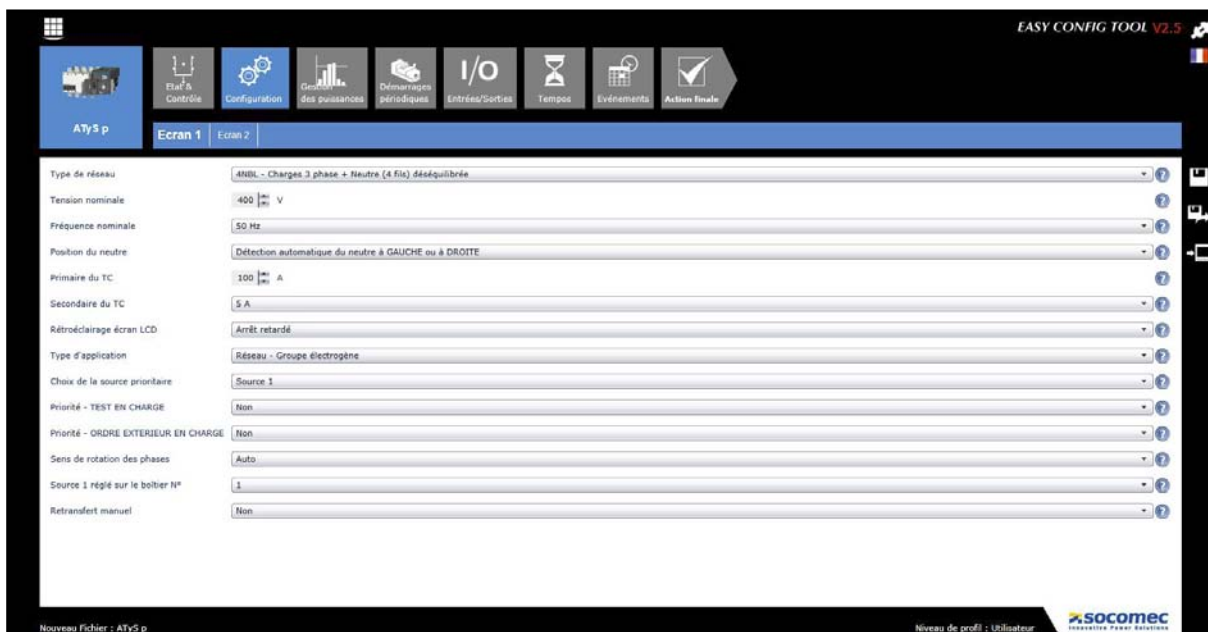 EASY CONFIG TOOL V2.5
ATyS p
Etat & Contrôle
Configuration
Gestion des puissances
Démarrages périodiques
I/O
Entrées/Sorties
Tempos
Evénements
Action finale
Ecran 1
Ecran 2
Type de réseau
4NBL - Charges 3 phase + Neutre (4 fils) déséquilibrée
Tension nominale
400 V
Fréquence nominale
50 Hz
Position du neutre
Détection automatique du neutre à GAUCHE ou à DROITE
Primaire du TC
100 A
Secondaire du TC
5 A
Rétroéclairage écran LCD
Arrêt retardé
Type d'application
Réseau - Groupe électrogène
Choix de la source prioritaire
Source 1
Priorité - TEST EN CHARGE
Non
Priorité - ORDRE EXTERIEUR EN CHARGE
Non
Sens de rotation des phases
Auto
Source 1 réglé sur le boîtier N°
1
Retransfert manuel
Non
Nouveau Fichier : ATyS p
Niveau de profil : Utilisateur
socomec
Innovative Power Solutions